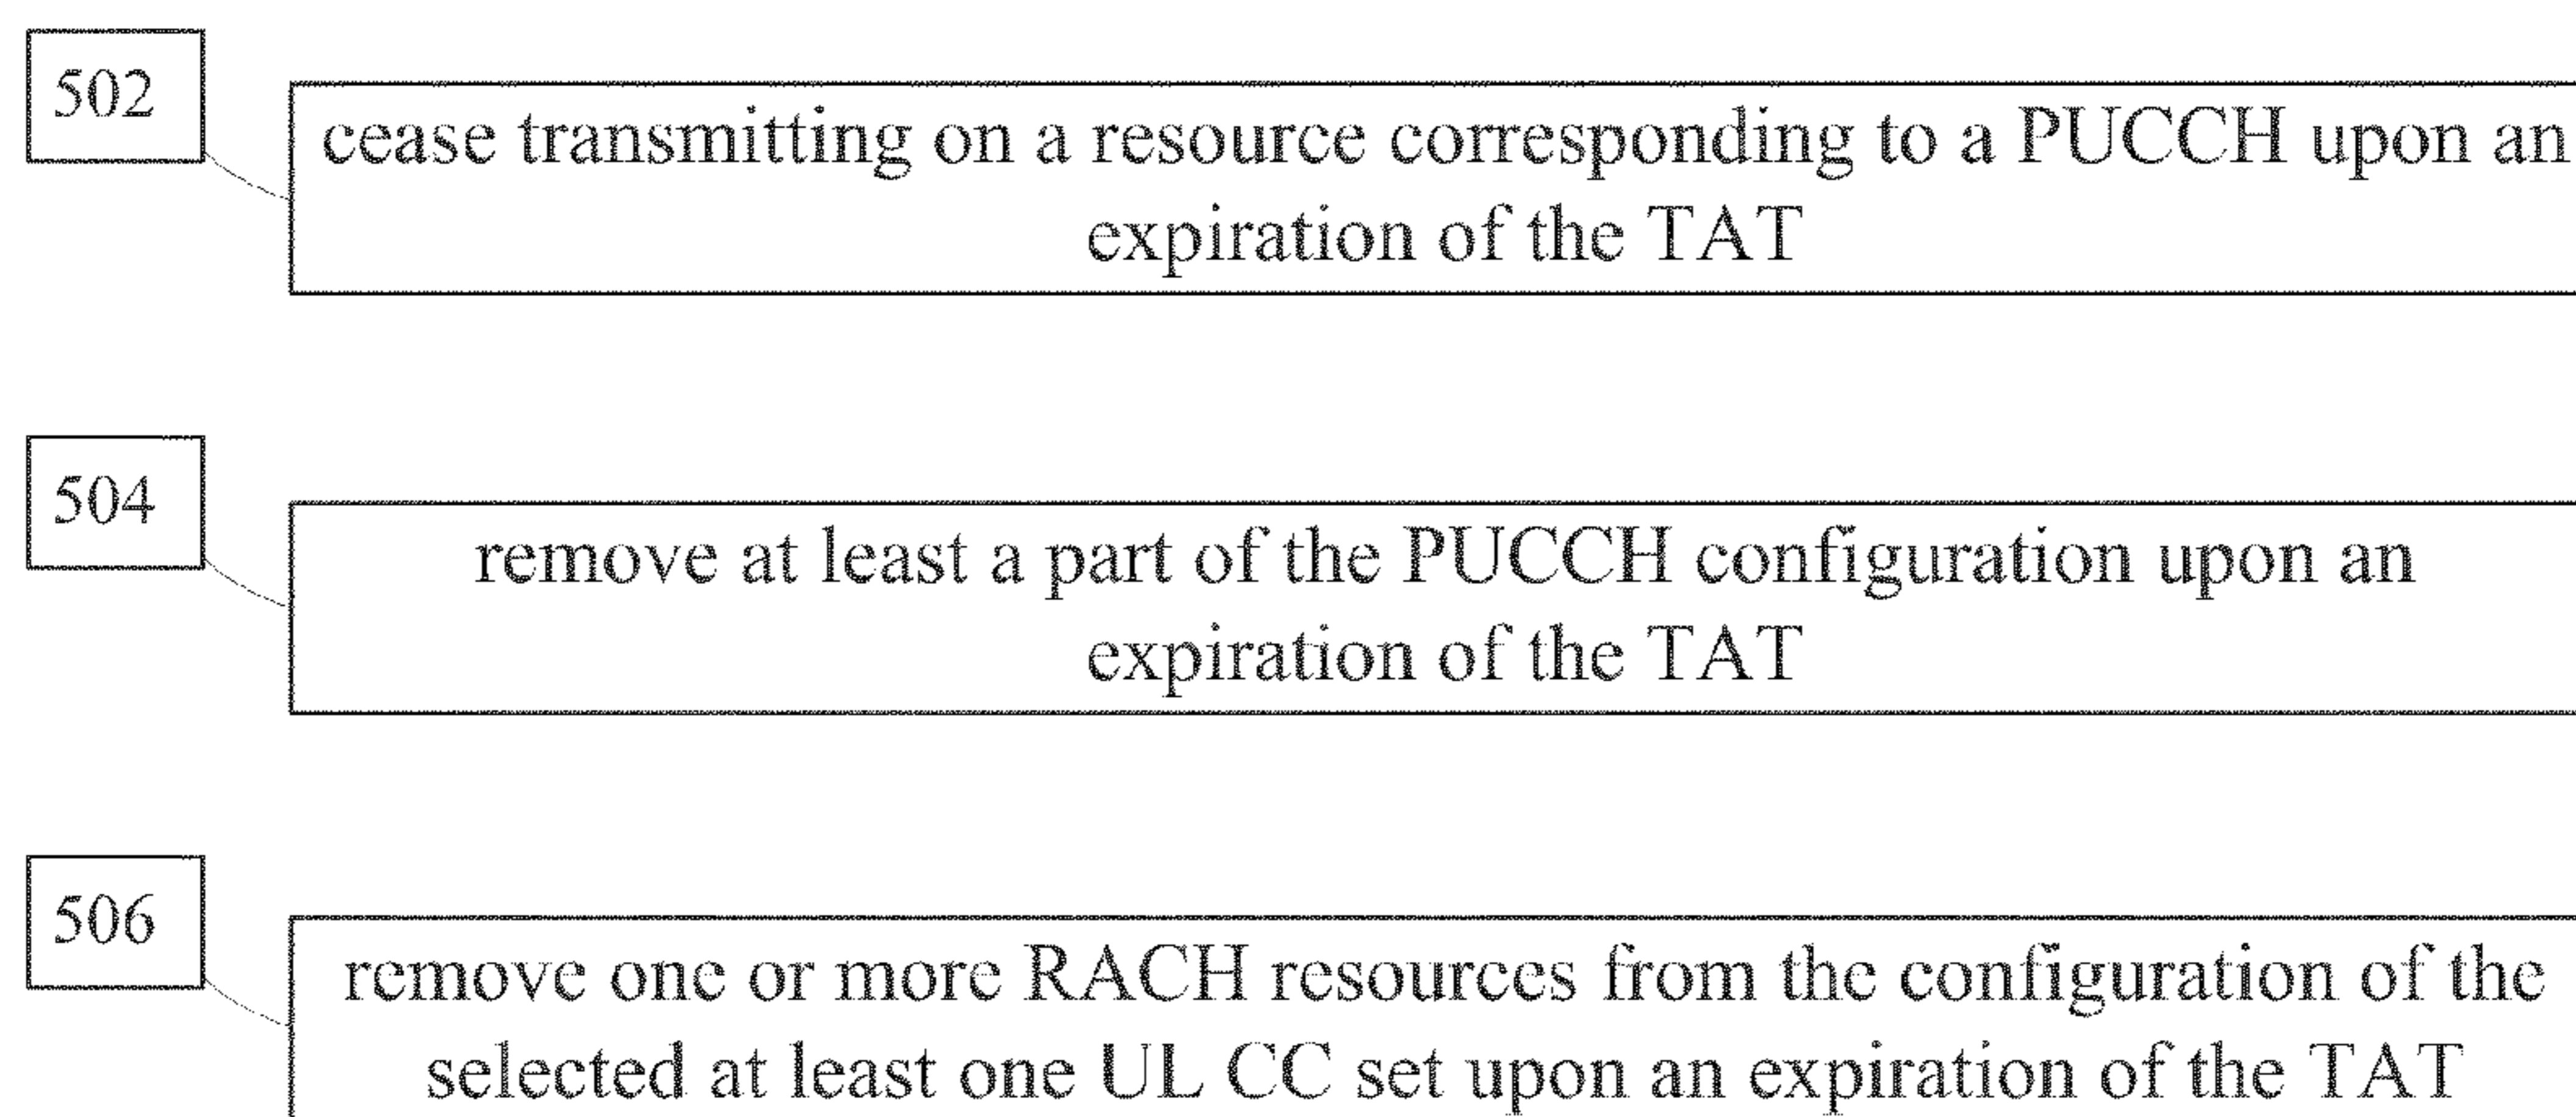 502
cease transmitting on a resource corresponding to a PUCCH upon an
expiration of the TAT
504
remove at least a part of the PUCCH configuration upon an
expiration of the TAT
506
remove one or more RACH resources from the configuration of the
selected at least one UL CC set upon an expiration of the TAT